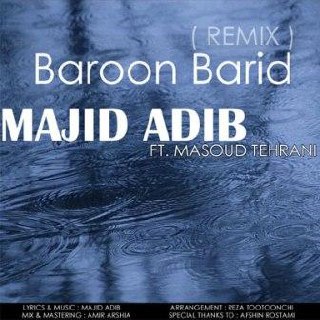 ( REMIX )
Baroon Barid
MAJID ADIB
FT. MASOUD TEHRANI
LYRICS & MUSIC : MAJID ADIB
ARRANGEMENT : REZA TOOTOONCHI
MIX & MASTERING : AMIR ARSHIA
SPECIAL THANKS TO : AFSHIN ROSTAMI